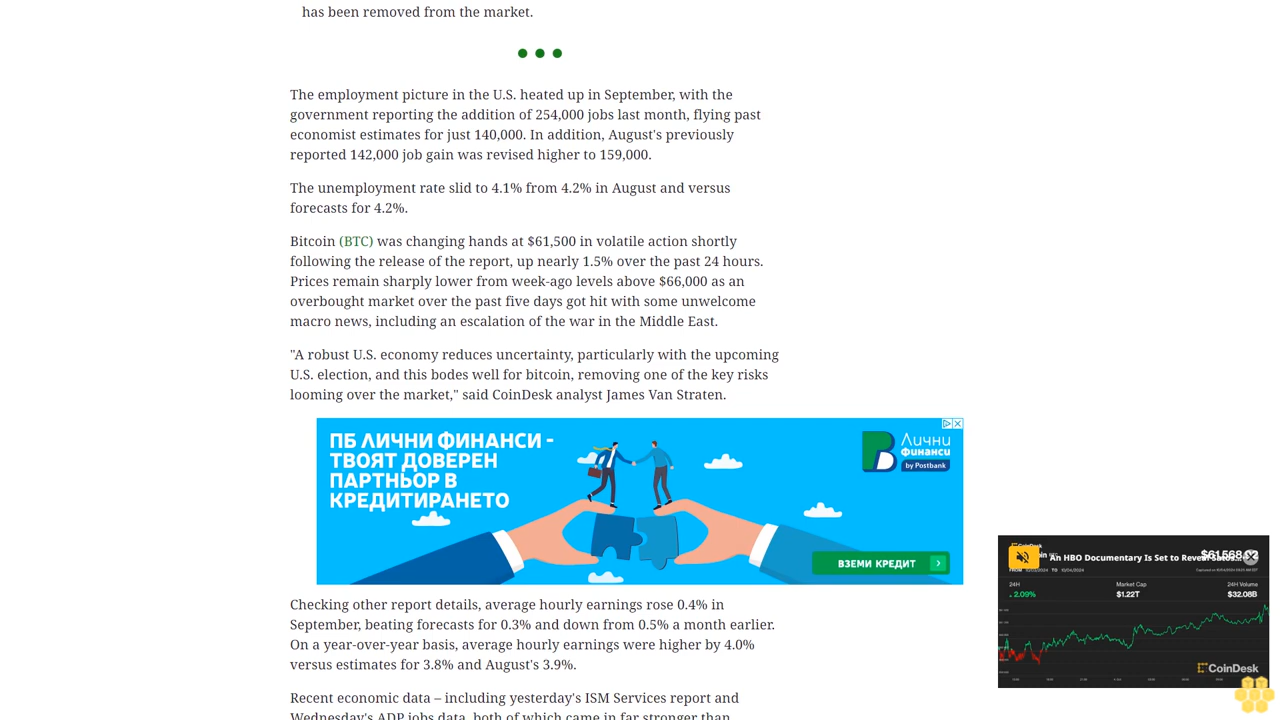 has been removed from the market.
The employment picture in the U.S. heated up in September, with the
government reporting the addition of 254,000 jobs last month, flying past
economist estimates for just 140,000. In addition, August's previously
reported 142,000 job gain was revised higher to 159,000.
The unemployment rate slid to 4.1% from 4.2% in August and versus
forecasts for 4.2%.
Bitcoin (BTC) was changing hands at $61,500 in volatile action shortly
following the release of the report, up nearly 1.5% over the past 24 hours.
Prices remain sharply lower from week-ago levels above $66,000 as an
overbought market over the past five days got hit with some unwelcome
macro news, including an escalation of the war in the Middle East.
"A robust U.S. economy reduces uncertainty, particularly with the upcoming
U.S. election, and this bodes well for bitcoin, removing one of the key risks
looming over the market," said CoinDesk analyst James Van Straten.
ПБ ЛИЧНИ ФИНАНСИ -
ТВОЯТ ДОВЕРЕН
ПАРТНЬОР В
КРЕДИТИРАНЕТО
Лични
финанси
by Postbank
ВЗЕМИ КРЕДИТ
An HBO Documentary Is Set to Reveal
24H
Market Cap
24H Volume
2.09%
$1.22T
$32.08B
CoinDesk
Checking other report details, average hourly earnings rose 0.4% in
September, beating forecasts for 0.3% and down from 0.5% a month earlier.
On a year-over-year basis, average hourly earnings were higher by 4.0%
versus estimates for 3.8% and August's 3.9%.
Recent economic data – including yesterday's ISM Services report and
Wednesday's ADP jobs data, both of which came in far stronger than